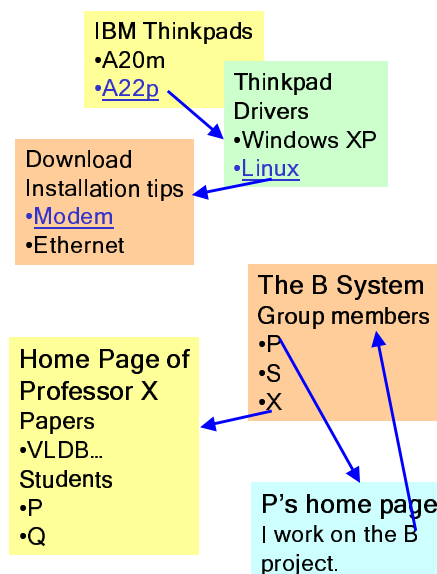 IBM Thinkpads
•A20m
•A22p
Thinkpad
Drivers
•Windows XP
•Linux
Download
Installation tips
•Modem
•Ethernet
The B System
Group members
•P
•S
•X
Home Page of
Professor X
Papers
•VLDB...
Students
•P
•Q
P's home page
I work on the B
project.